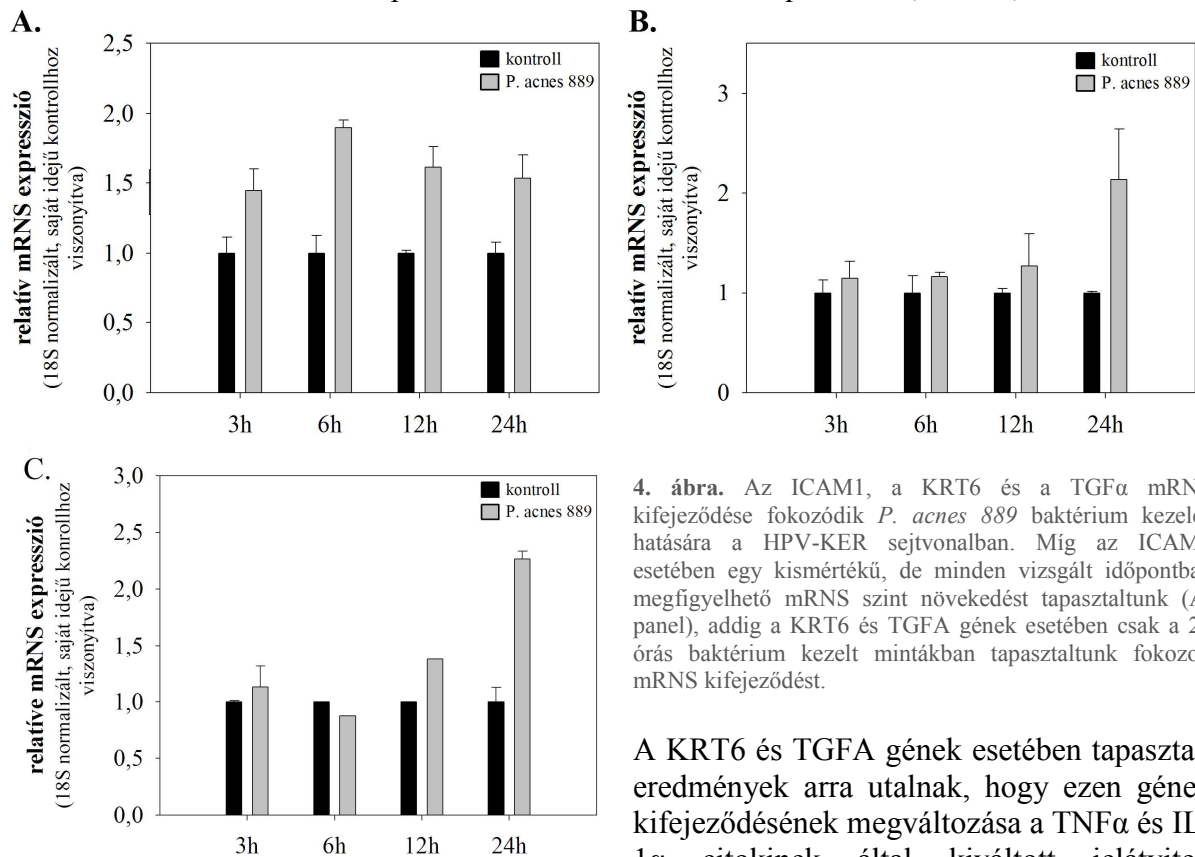 A.
2,5
2,0
1,5
1,0
0,5
0,0
relatív mRNS expresszió
(18S normalizált, saját idejű kontrollhoz
viszonyítva)
kontroll
P. acnes 889
3h 6h 12h 24h
B.
3
2
1
0
relatív mRNS expresszió
(18S normalizált, saját idejű kontrollhoz
viszonyítva)
kontroll
P. acnes 889
3h 6h 12h 24h
C.
3,0
2,5
2,0
1,5
1,0
0,5
0,0
relatíve mRNS expresszió
(18S normalizált, saját idejű konrollhoz
viszonyítva)
kontroll
P. acnes 889
3h 6h 12h 24h
4. ábra. Az ICAM1, a KRT6 és a TGFα mRN
kifejeződése fokozódik P. acnes 889 baktérium kezelé
hatására a HPV-KER sejtvonalban. Míg az ICAM
esetében egy kismértékű, de minden vizsgált időpontba
megfigyelhető mRNS szint növekedést tapasztaltunk (A
panel), addig a KRT6 és TGFA gének esetében csak a 2
órás baktérium kezelt mintákban tapasztaltunk fokozo
mRNS kifejeződést.
A KRT6 és TGFA gének esetében tapaszta
eredmények arra utalnak, hogy ezen géne
kifejeződésének megváltozása a TNFα és IL
1α citokinek által kiváltott